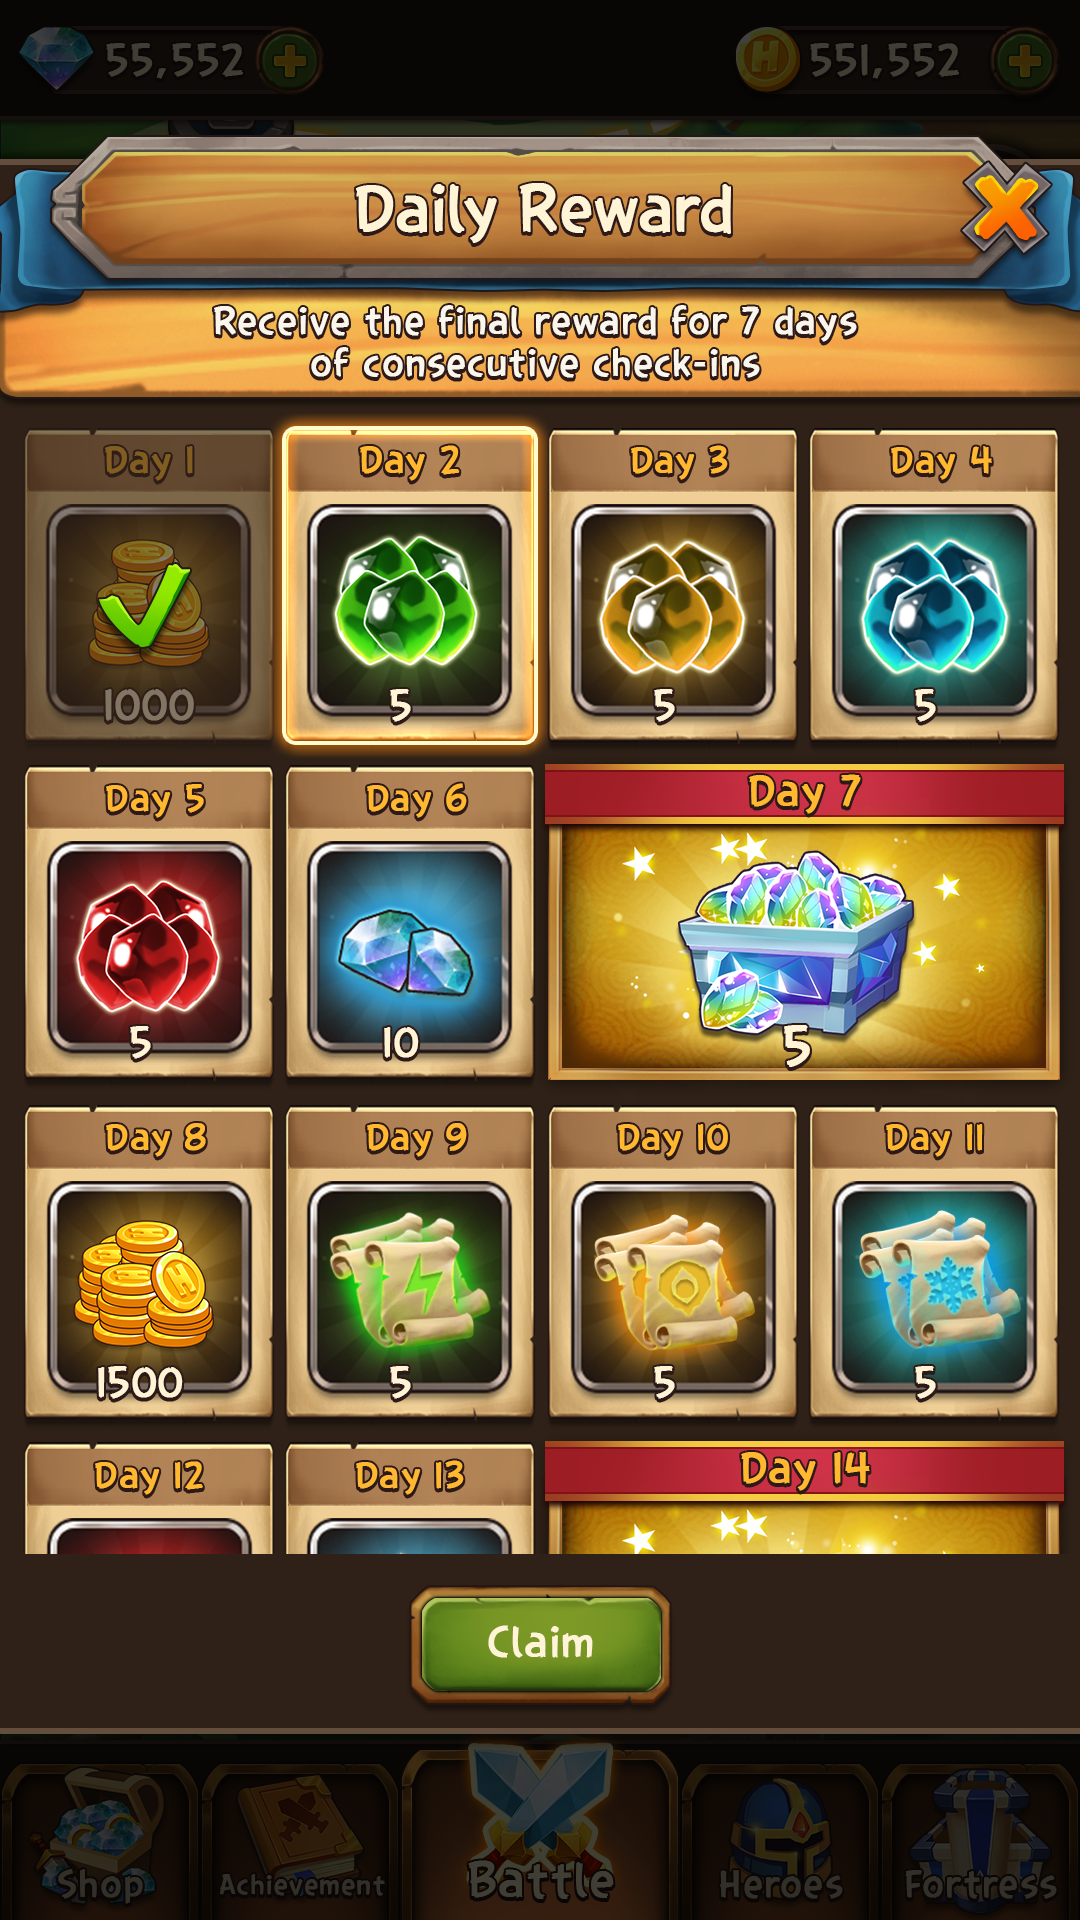 55,552
551,552
Daily Reward
Receive the final reward for 7 days
of consecutive check-ins
Day 1
Day 2
Day 3
Day 4
1000
5
5
5
Day 5
Day 6
Day 7
5
10
5
Day 8
Day 9
Day 10
Day 11
1500
5
5
5
Day 12
Day 13
Day 14
Claim
Shop
Achievement
Battle
Heroes
Fortress